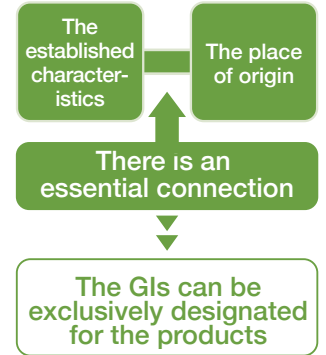 The
established
character-
istics
The place
of origin
There is an
essential connection
The GIs can be
exclusively designated
for the products